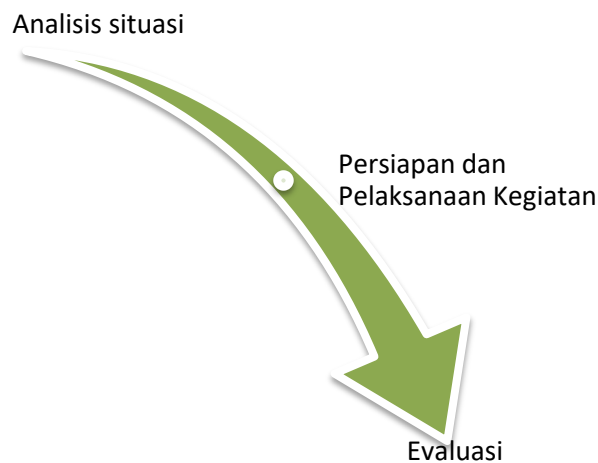 Analisis situasi
Persiapan dan
Pelaksanaan Kegiatan
Evaluasi